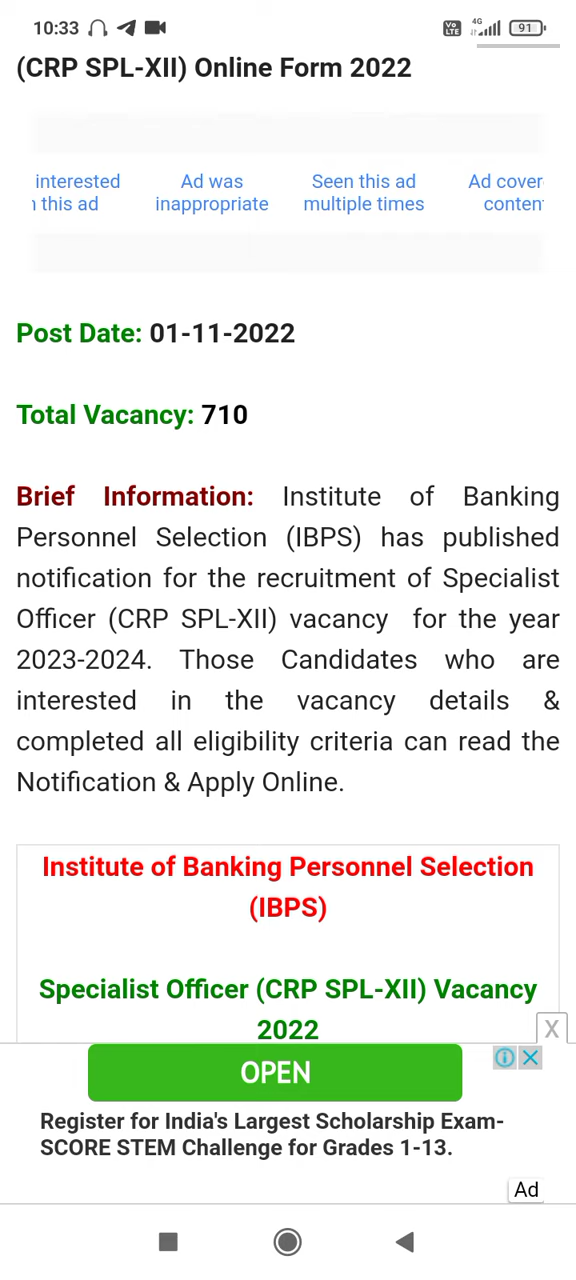 10:33
Vo LTE 4G 91
(CRP SPL-XII) Online Form 2022
interested Ad was Seen this ad Ad cover
this ad inappropriate multiple times conten
Post Date: 01-11-2022
Total Vacancy: 710
Brief Information: Institute of Banking
Personnel Selection (IBPS) has published
notification for the recruitment of Specialist
Officer (CRP SPL-XII) vacancy for the year
2023-2024. Those Candidates who are
interested in the vacancy details &
completed all eligibility criteria can read the
Notification & Apply Online.
Institute of Banking Personnel Selection
(IBPS)
Specialist Officer (CRP SPL-XII) Vacancy
2022
X
OPEN
Register for India's Largest Scholarship Exam-
SCORE STEM Challenge for Grades 1-13.
Ad